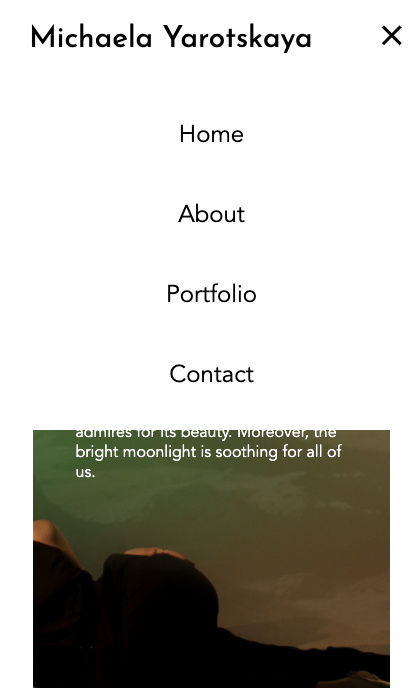 Michaela Yarotskaya
Home
About
Portfolio
Contact
admires for its beauty. Moreover, the
bright moonlight is soothing for all of
us.